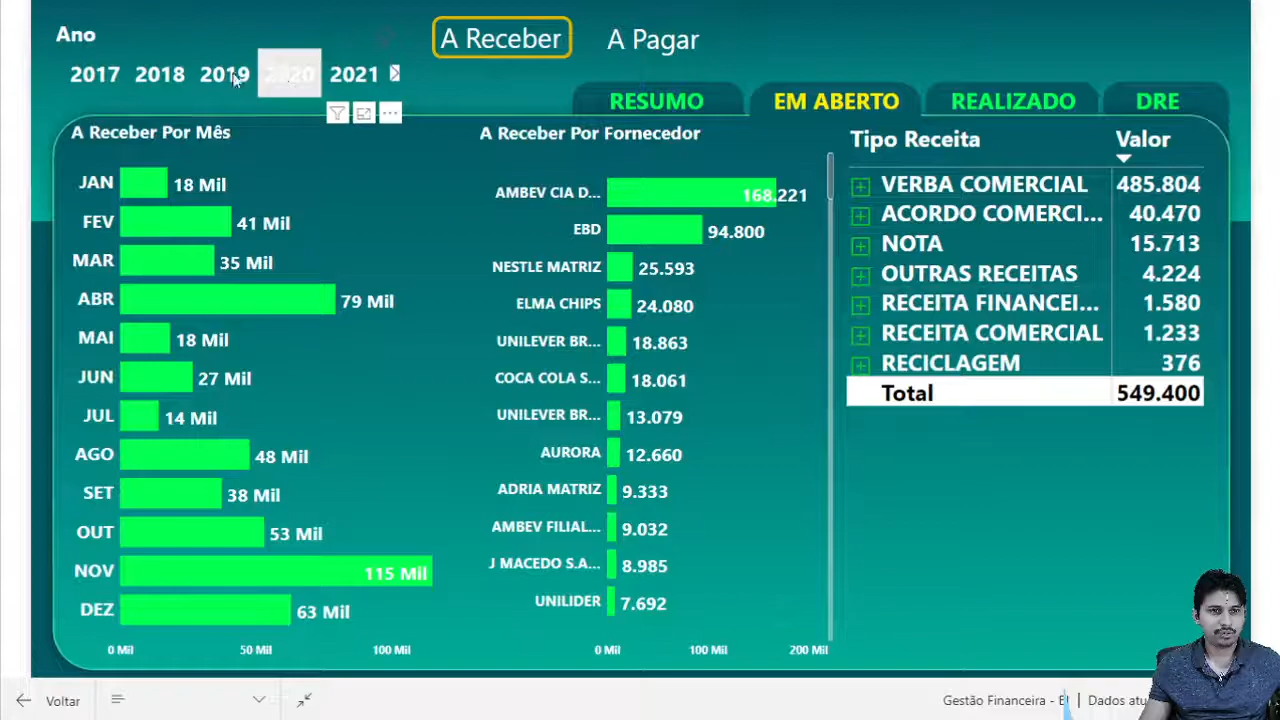 Ano
2017 2018 2019 2020 2021
A Receber
A Pagar
RESUMO
EM ABERTO
REALIZADO
DRE
A Receber Por Mês
JAN 18 Mil
FEV 41 Mil
MAR 35 Mil
ABR 79 Mil
MAI 18 Mil
JUN 27 Mil
JUL 14 Mil
AGO 48 Mil
SET 38 Mil
OUT 53 Mil
NOV 115 Mil
DEZ 63 Mil
0 Mil 50 Mil 100 Mil
A Receber Por Fornecedor
AMBEV CIA D... 168.221
EBD 94.800
NESTLE MATRIZ 25.593
ELMA CHIPS 24.080
UNILEVER BR... 18.863
COCA COLA S... 18.061
UNILEVER BR... 13.079
AURORA 12.660
ADRIA MATRIZ 9.333
AMBEV FILIAL... 9.032
J MACEDO S.A... 8.985
UNILIDER 7.692
0 Mil 100 Mil 200 Mil
Tipo Receita Valor
VERBA COMERCIAL 485.804
ACORDO COMERCI... 40.470
NOTA 15.713
OUTRAS RECEITAS 4.224
RECEITA FINANCEI... 1.580
RECEITA COMERCIAL 1.233
RECICLAGEM 376
Total 549.400
Voltar
Gestão Financeira - | Dados atu